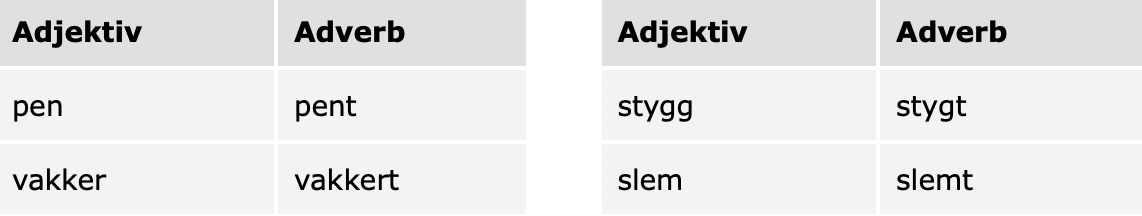 Adjektiv Adverb Adjektiv Adverb
pen pent stygg stygt
vakker vakkert slem slemt